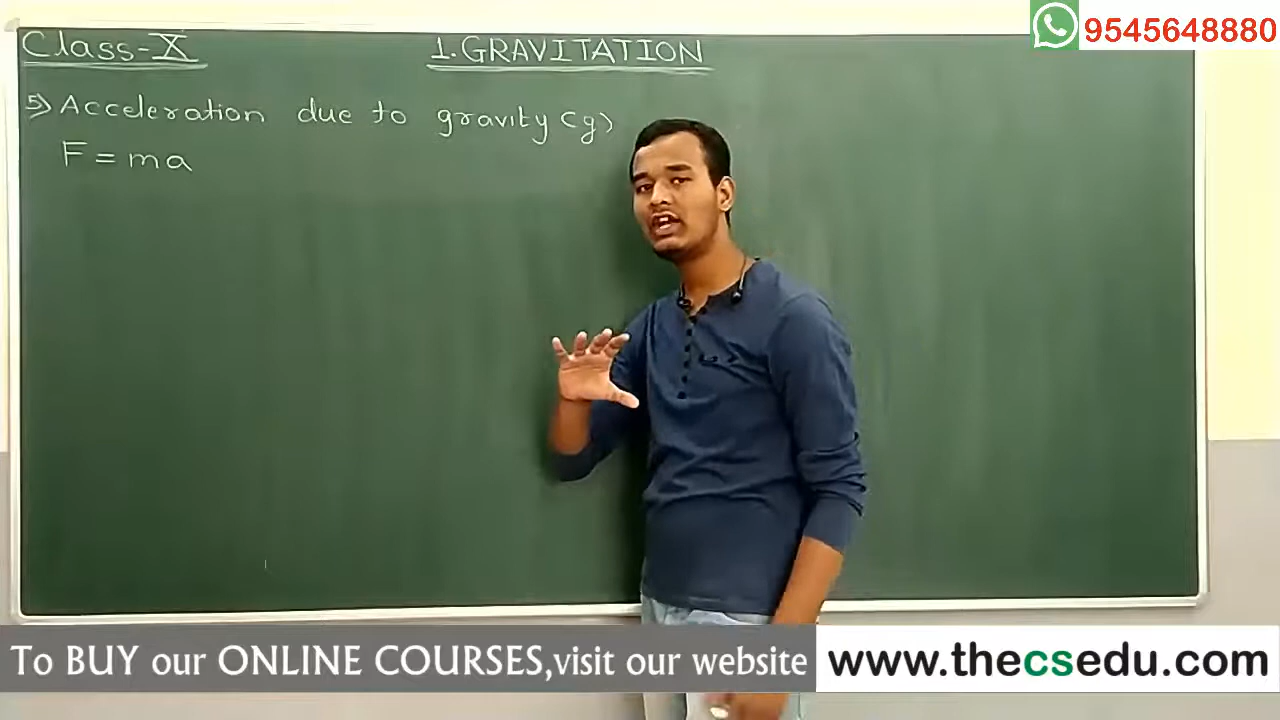 9545648880
Class-X
1.GRAVITATION
5) Acceleration due to gravity (g)
F = ma
To BUY our ONLINE COURSES,visit our website
www.thecsedu.com